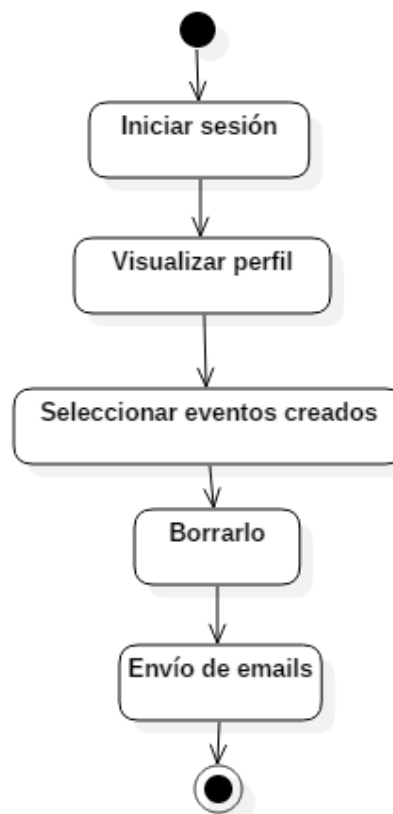 Iniciar sesión
Visualizar perfil
Seleccionar eventos creados
Borrarlo
Envío de emails